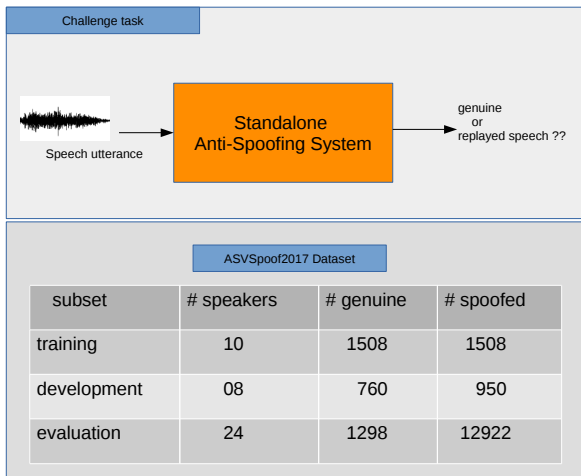 Challenge task
Standalone
Anti-Spoofing System
Speech utterance
genuine
or
replayed speech ??
ASVSpoof2017 Dataset
subset # speakers # genuine # spoofed
training 10 1508 1508
development 08 760 950
evaluation 24 1298 12922